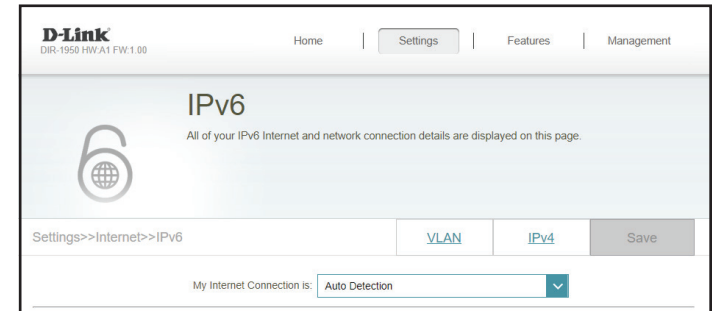 D-Link
DIR-1950 HW:A1 FW:1.00
Home | Settings | Features | Management
IPv6
All of your IPv6 Internet and network connection details are displayed on this page.
Settings>>Internet>>IPv6 VLAN IPv4 Save
My Internet Connection is: Auto Detection